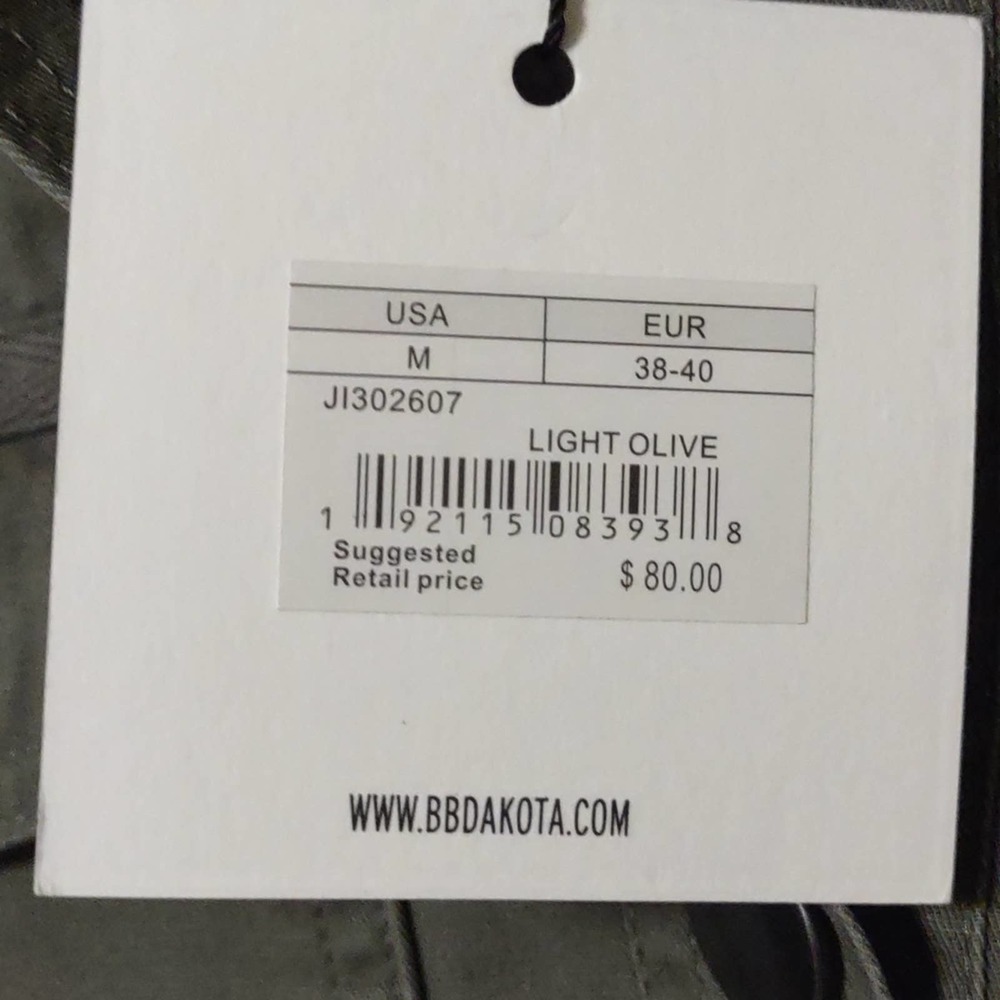 USA EUR
M 38-40
JI302607
LIGHT OLIVE
1 92115 08393 8
Suggested
Retail price $ 80.00
WWW.BBDAKOTA.COM